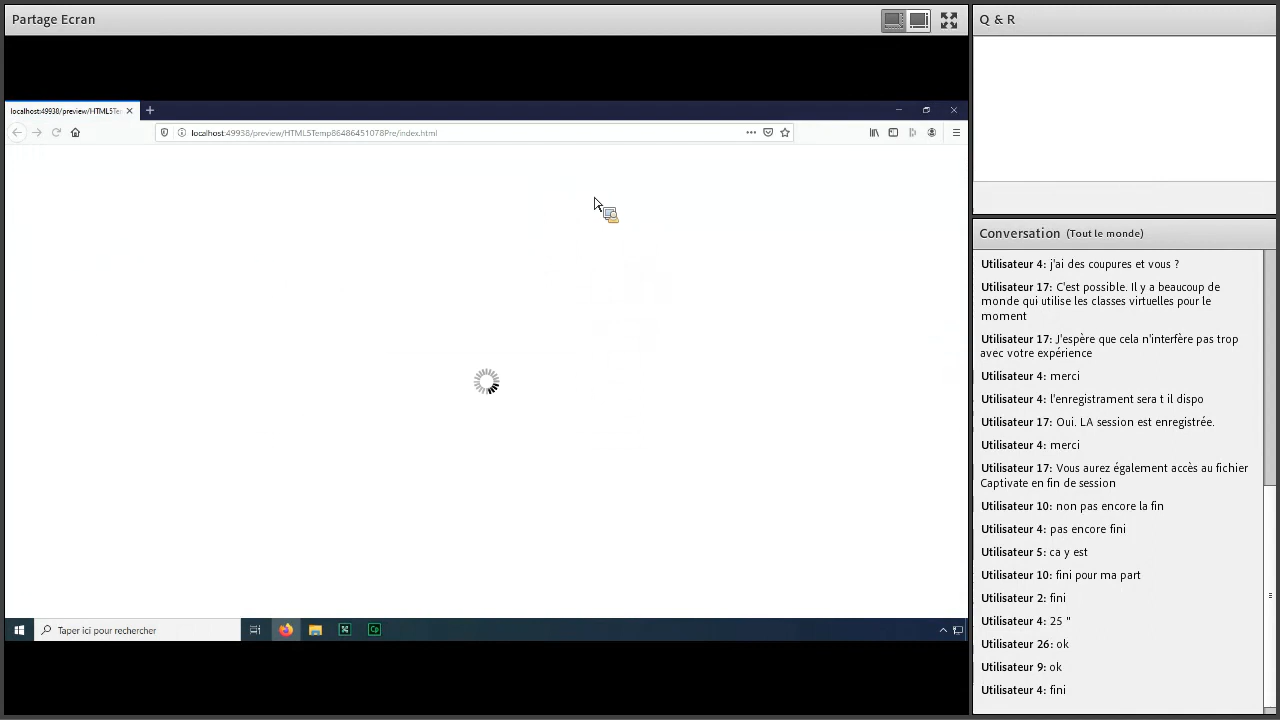 Partage Ecran
localhost:49938/preview/HTML5Te
localhost:49938/preview/HTML5Temp86486451078Pre/index.html
Taper ici pour rechercher
Cp
Q & R
Conversation (Tout le monde)
Utilisateur 4: j'ai des coupures et vous ?
Utilisateur 17: C'est possible. Il y a beaucoup de
monde qui utilise les classes virtuelles pour le
moment
Utilisateur 17: J'espère que cela n'interfère pas trop
avec votre expérience
Utilisateur 4: merci
Utilisateur 4: l'enregistrament sera t il dispo
Utilisateur 17: Oui. LA session est enregistrée.
Utilisateur 4: merci
Utilisateur 17: Vous aurez également accès au fichier
Captivate en fin de session
Utilisateur 10: non pas encore la fin
Utilisateur 4: pas encore fini
Utilisateur 5: ca y est
Utilisateur 10: fini pour ma part
Utilisateur 2: fini
Utilisateur 4: 25 "
Utilisateur 26: ok
Utilisateur 9: ok
Utilisateur 4: fini